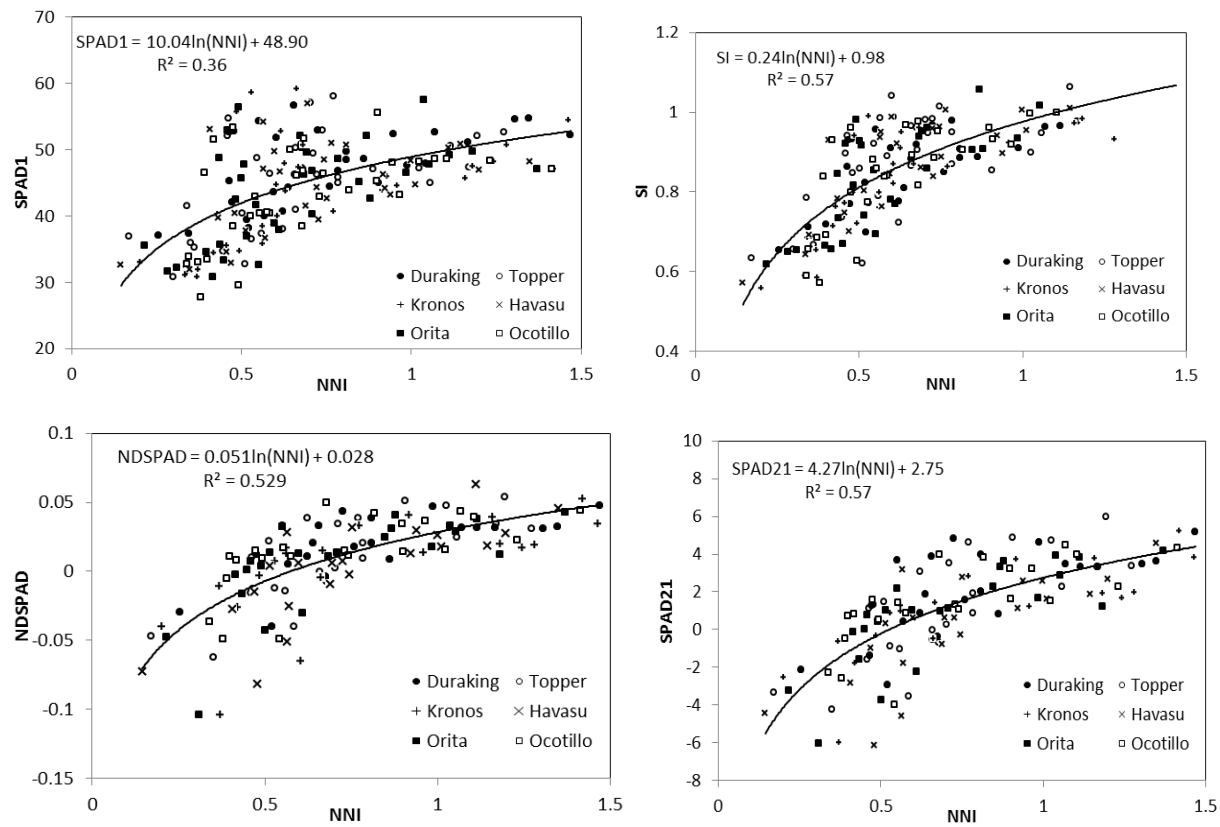 70
60
50
40
30
20
SPAD1
SPAD1 = 10.04ln(NNI) + 48.90
R² = 0.36
Duraking Topper
Kronos Havasu
Orita Ocotillo
0 0.5 1 1.5
NNI
1.2
1
0.8
0.6
0.4
SI
SI = 0.24ln(NNI) + 0.98
R² = 0.57
Duraking Topper
Kronos Havasu
Orita Ocotillo
0 0.5 1 1.5
NNI
0.1
0.05
0
-0.05
-0.1
-0.15
NDSPAD
NDSPAD = 0.051ln(NNI) + 0.028
R² = 0.529
Duraking Topper
Kronos Havasu
Orita Ocotillo
0 0.5 1 1.5
NNI
10
8
6
4
2
0
-2
-4
-6
-8
SPAD21
SPAD21 = 4.27ln(NNI) + 2.75
R² = 0.57
Duraking Topper
Kronos Havasu
Orita Ocotillo
0 0.5 1 1.5
NNI